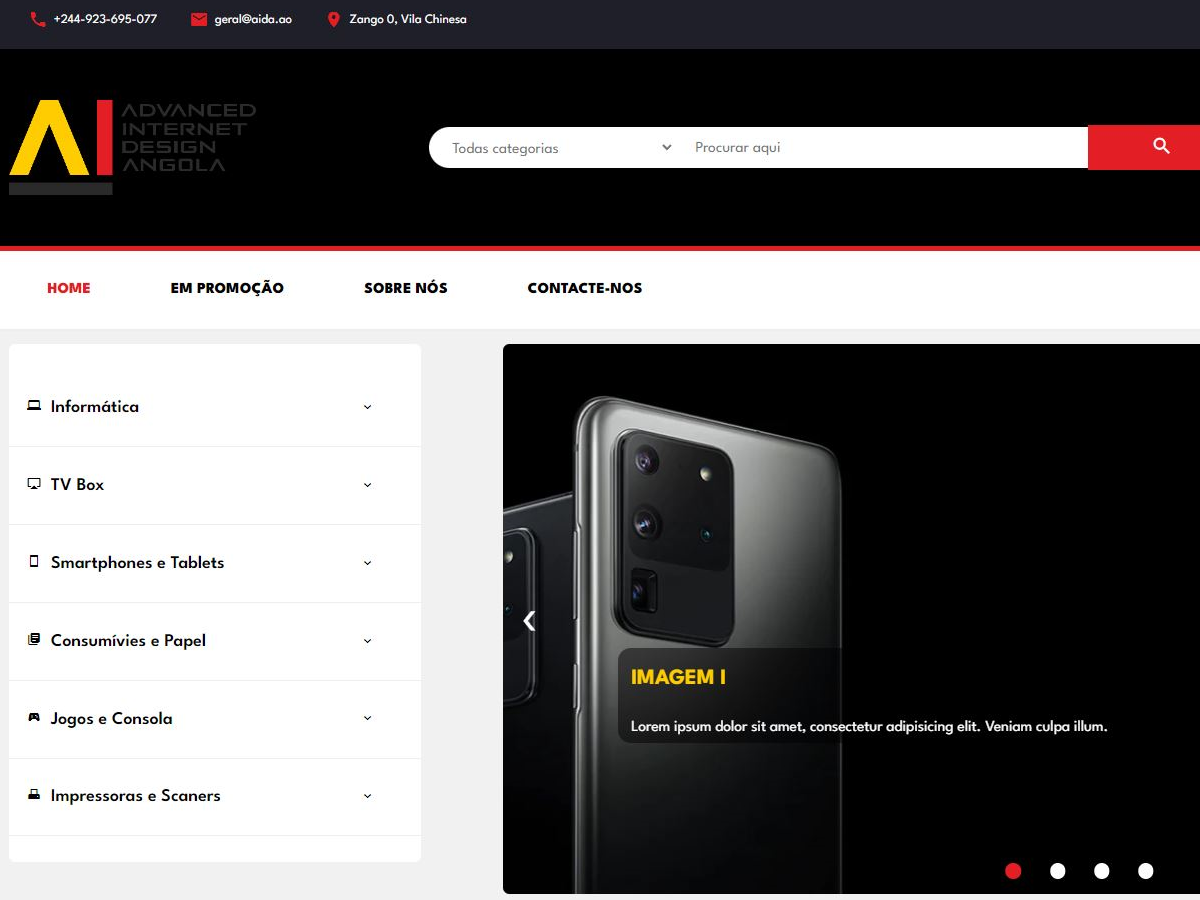 +244-923-695-077
geral@aida.ao
Zango 0, Vila Chinesa
AI
ADVANCED
INTERNET
DESIGN
ANGOLA
Todas categorias
Procurar aqui
HOME
EM PROMOÇÃO
SOBRE NÓS
CONTACTE-NOS
Informática
TV Box
Smartphones e Tablets
Consumívies e Papel
Jogos e Consola
Impressoras e Scaners
IMAGEM I
Lorem ipsum dolor sit amet, consectetur adipisicing elit. Veniam culpa illum.